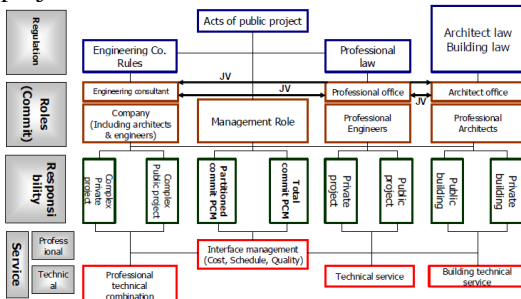 Regulation
Acts of public project
Engineering Co.
Rules
Professional
law
Architect law
Building law
JV
JV
JV
Roles
(Commit)
Engineering consultant
Professional office
Architect office
Company
(Including architects
& engineers)
Management Role
Professional
Engineers
Professional
Architects
Responsi
bility
Complex
Private
project
Complex
Public project
Partitioned
commit PCM
Total
commit PCM
Private
project
Public
project
Public
building
Private
building
Service
Profess
ional
Technic
al
Interface management
(Cost, Schedule, Quality)
Professional
technical
combination
Technical service
Building technical
service